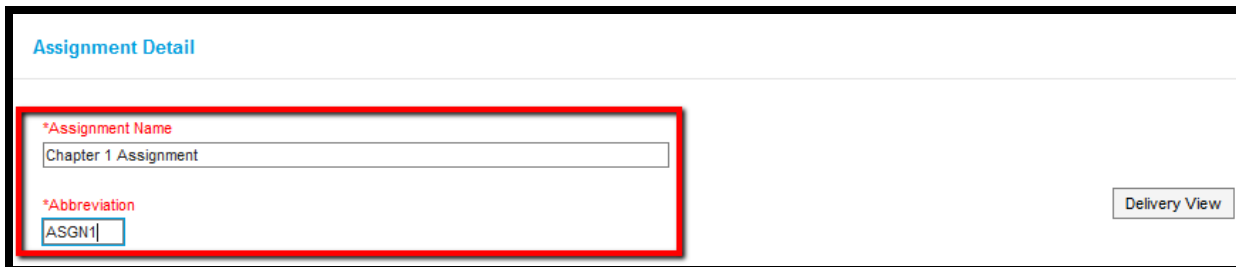 Assignment Detail
*Assignment Name
Chapter 1 Assignment
*Abbreviation
ASGN1
Delivery View